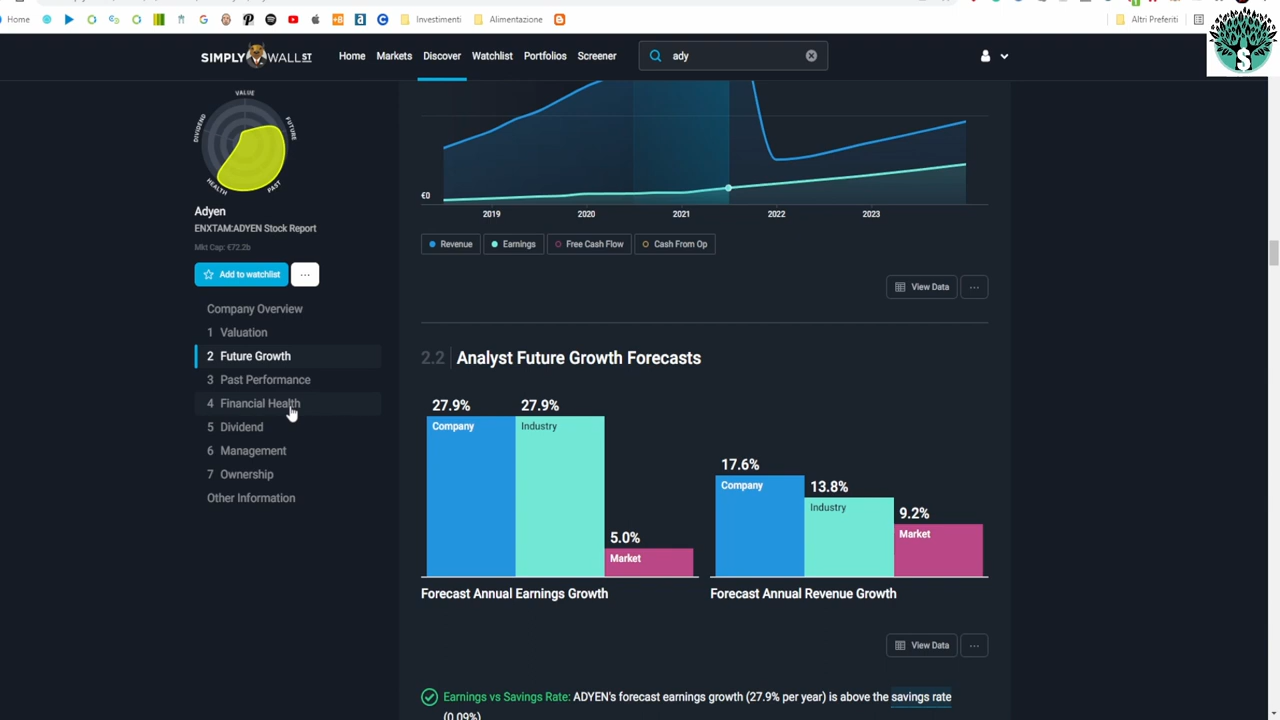 Home
Investimenti
Alimentazione
Altri Preferiti
SIMPLY WALL ST
Home
Markets
Discover
Watchlist
Portfolios
Screener
ady
VALUE
FUTURE
PAST
HEALTH
DIVIDEND
Adyen
ENXTAM:ADYEN Stock Report
Mkt Cap: €72.2b
Add to watchlist
...
Company Overview
1 Valuation
2 Future Growth
3 Past Performance
4 Financial Health
5 Dividend
6 Management
7 Ownership
Other Information
€0
2019
2020
2021
2022
2023
Revenue
Earnings
Free Cash Flow
Cash From Op
View Data
...
2.2 Analyst Future Growth Forecasts
27.9%
Company
27.9%
Industry
5.0%
Market
Forecast Annual Earnings Growth
17.6%
Company
13.8%
Industry
9.2%
Market
Forecast Annual Revenue Growth
View Data
...
Earnings vs Savings Rate: ADYEN's forecast earnings growth (27.9% per year) is above the savings rate
(0.09%)
$